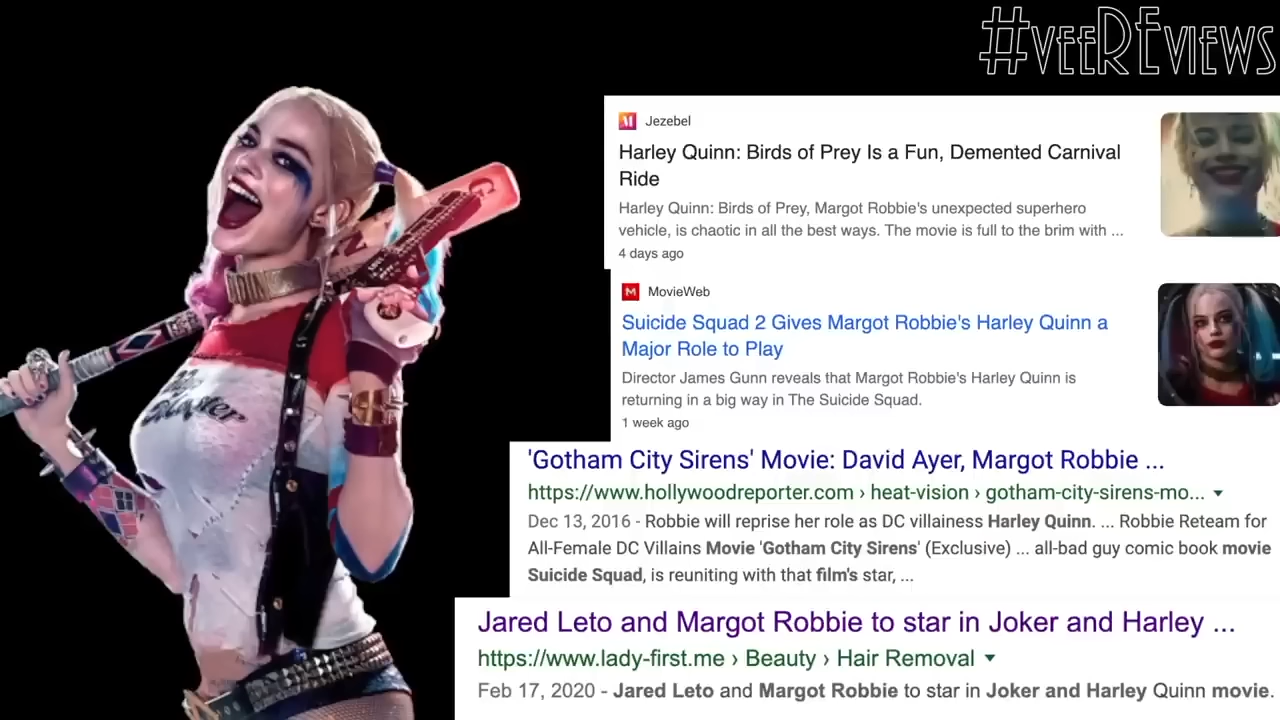 #VEEREVIEWS
Jezebel
Harley Quinn: Birds of Prey Is a Fun, Demented Carnival
Ride
Harley Quinn: Birds of Prey, Margot Robbie's unexpected superhero
vehicle, is chaotic in all the best ways. The movie is full to the brim with ...
4 days ago
MovieWeb
Suicide Squad 2 Gives Margot Robbie's Harley Quinn a
Major Role to Play
Director James Gunn reveals that Margot Robbie's Harley Quinn is
returning in a big way in The Suicide Squad.
1 week ago
'Gotham City Sirens' Movie: David Ayer, Margot Robbie ...
https://www.hollywoodreporter.com › heat-vision › gotham-city-sirens-mo...
Dec 13, 2016 - Robbie will reprise her role as DC villainess Harley Quinn. ... Robbie Reteam for
All-Female DC Villains Movie 'Gotham City Sirens' (Exclusive) ... all-bad guy comic book movie
Suicide Squad, is reuniting with that film's star, ...
Jared Leto and Margot Robbie to star in Joker and Harley ...
https://www.lady-first.me › Beauty › Hair Removal
Feb 17, 2020 - Jared Leto and Margot Robbie to star in Joker and Harley Quinn movie.